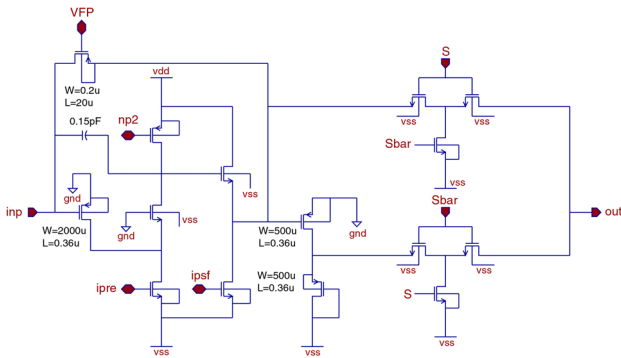 VFP
S
vdd
W=0.2u
L=20u
0.15pF
np2
vss
vss
Sbar
vss
gnd
vss
Sbar
inp
out
vss
gnd
gnd
W=2000u
L=0.36u
W=500u
L=0.36u
vss
vss
ipre
ipsf
W=500u
L=0.36u
S
vss
vss
vss